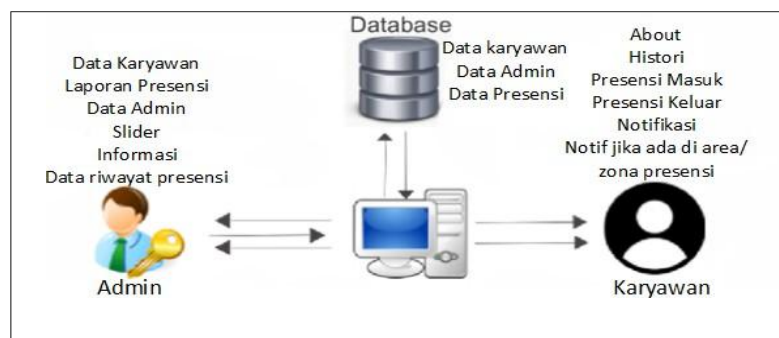 Database
Data karyawan
Data Admin
Data Presensi
Data Karyawan
Laporan Presensi
Data Admin
Slider
Informasi
Data riwayat presensi
Admin
About
Histori
Presensi Masuk
Presensi Keluar
Notifikasi
Notif jika ada di area/
zona presensi
Karyawan